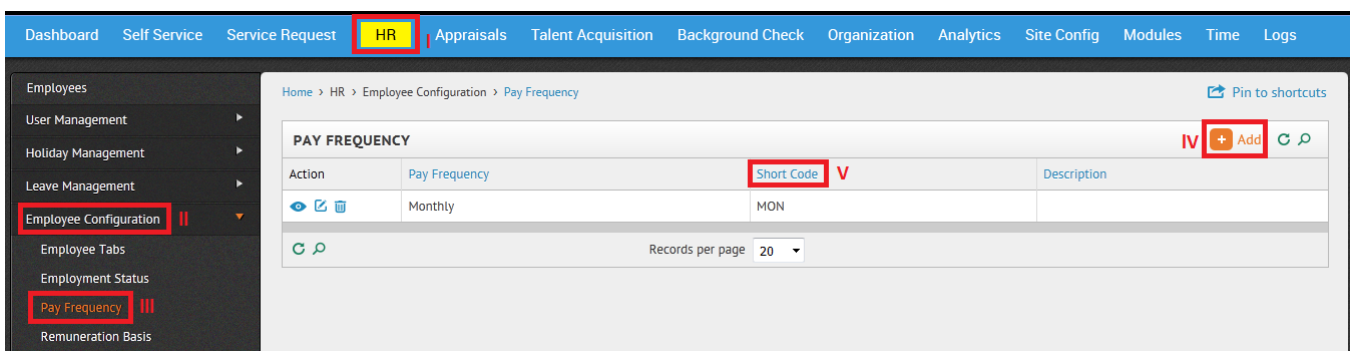 Dashboard Self Service Service Request HR I Appraisals Talent Acquisition Background Check Organization Analytics Site Config Modules Time Logs
Employees
User Management
Holiday Management
Leave Management
Employee Configuration II
Employee Tabs
Employment Status
Pay Frequency III
Remuneration Basis
Home > HR > Employee Configuration > Pay Frequency
Pin to shortcuts
PAY FREQUENCY IV + Add
Action Pay Frequency Short Code V Description
Monthly MON
Records per page 20